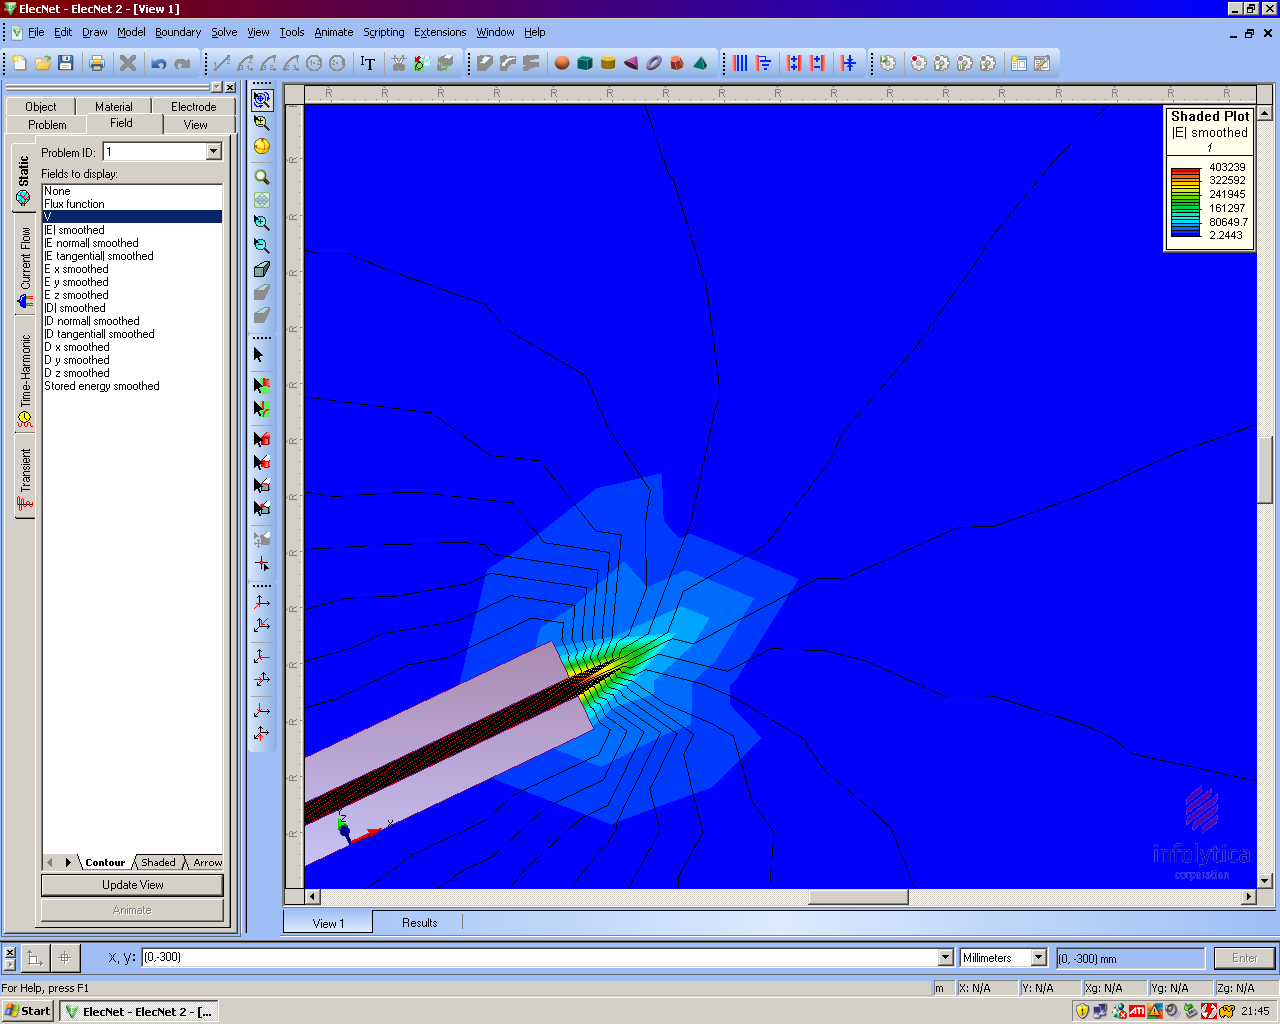 ElecNet - ElecNet 2 - [View 1]
File Edit Draw Model Boundary Solve View Tools Animate Scripting Extensions Window Help
Object Material Electrode
Problem Field View
Static
Current Flow
Time-Harmonic
Transient
Problem ID: 1
Fields to display:
None
Flux function
V
|E| smoothed
|E normal| smoothed
|E tangential| smoothed
E x smoothed
E y smoothed
E z smoothed
|D| smoothed
|D normal| smoothed
|D tangential| smoothed
D x smoothed
D y smoothed
D z smoothed
Stored energy smoothed
Contour Shaded Arrow
Update View
Animate
Shaded Plot
|E| smoothed
1
403239
322592
241945
161297
80649.7
2.2443
Z X
infolytica
corporation
View 1 Results
x, y: (0,-300) Millimeters (0, -300) mm Enter
For Help, press F1 m X: N/A Y: N/A Xg: N/A Yg: N/A Zg: N/A
Start ElecNet - ElecNet 2 - [... ATI 21:45